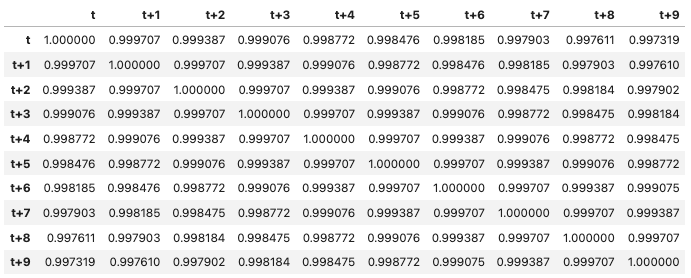 t t+1 t+2 t+3 t+4 t+5 t+6 t+7 t+8 t+9
t 1.000000 0.999707 0.999387 0.999076 0.998772 0.998476 0.998185 0.997903 0.997611 0.997319
t+1 0.999707 1.000000 0.999707 0.999387 0.999076 0.998772 0.998476 0.998185 0.997903 0.997610
t+2 0.999387 0.999707 1.000000 0.999707 0.999387 0.999076 0.998772 0.998475 0.998184 0.997902
t+3 0.999076 0.999387 0.999707 1.000000 0.999707 0.999387 0.999076 0.998772 0.998475 0.998184
t+4 0.998772 0.999076 0.999387 0.999707 1.000000 0.999707 0.999387 0.999076 0.998772 0.998475
t+5 0.998476 0.998772 0.999076 0.999387 0.999707 1.000000 0.999707 0.999387 0.999076 0.998772
t+6 0.998185 0.998476 0.998772 0.999076 0.999387 0.999707 1.000000 0.999707 0.999387 0.999075
t+7 0.997903 0.998185 0.998475 0.998772 0.999076 0.999387 0.999707 1.000000 0.999707 0.999387
t+8 0.997611 0.997903 0.998184 0.998475 0.998772 0.999076 0.999387 0.999707 1.000000 0.999707
t+9 0.997319 0.997610 0.997902 0.998184 0.998475 0.998772 0.999075 0.999387 0.999707 1.000000